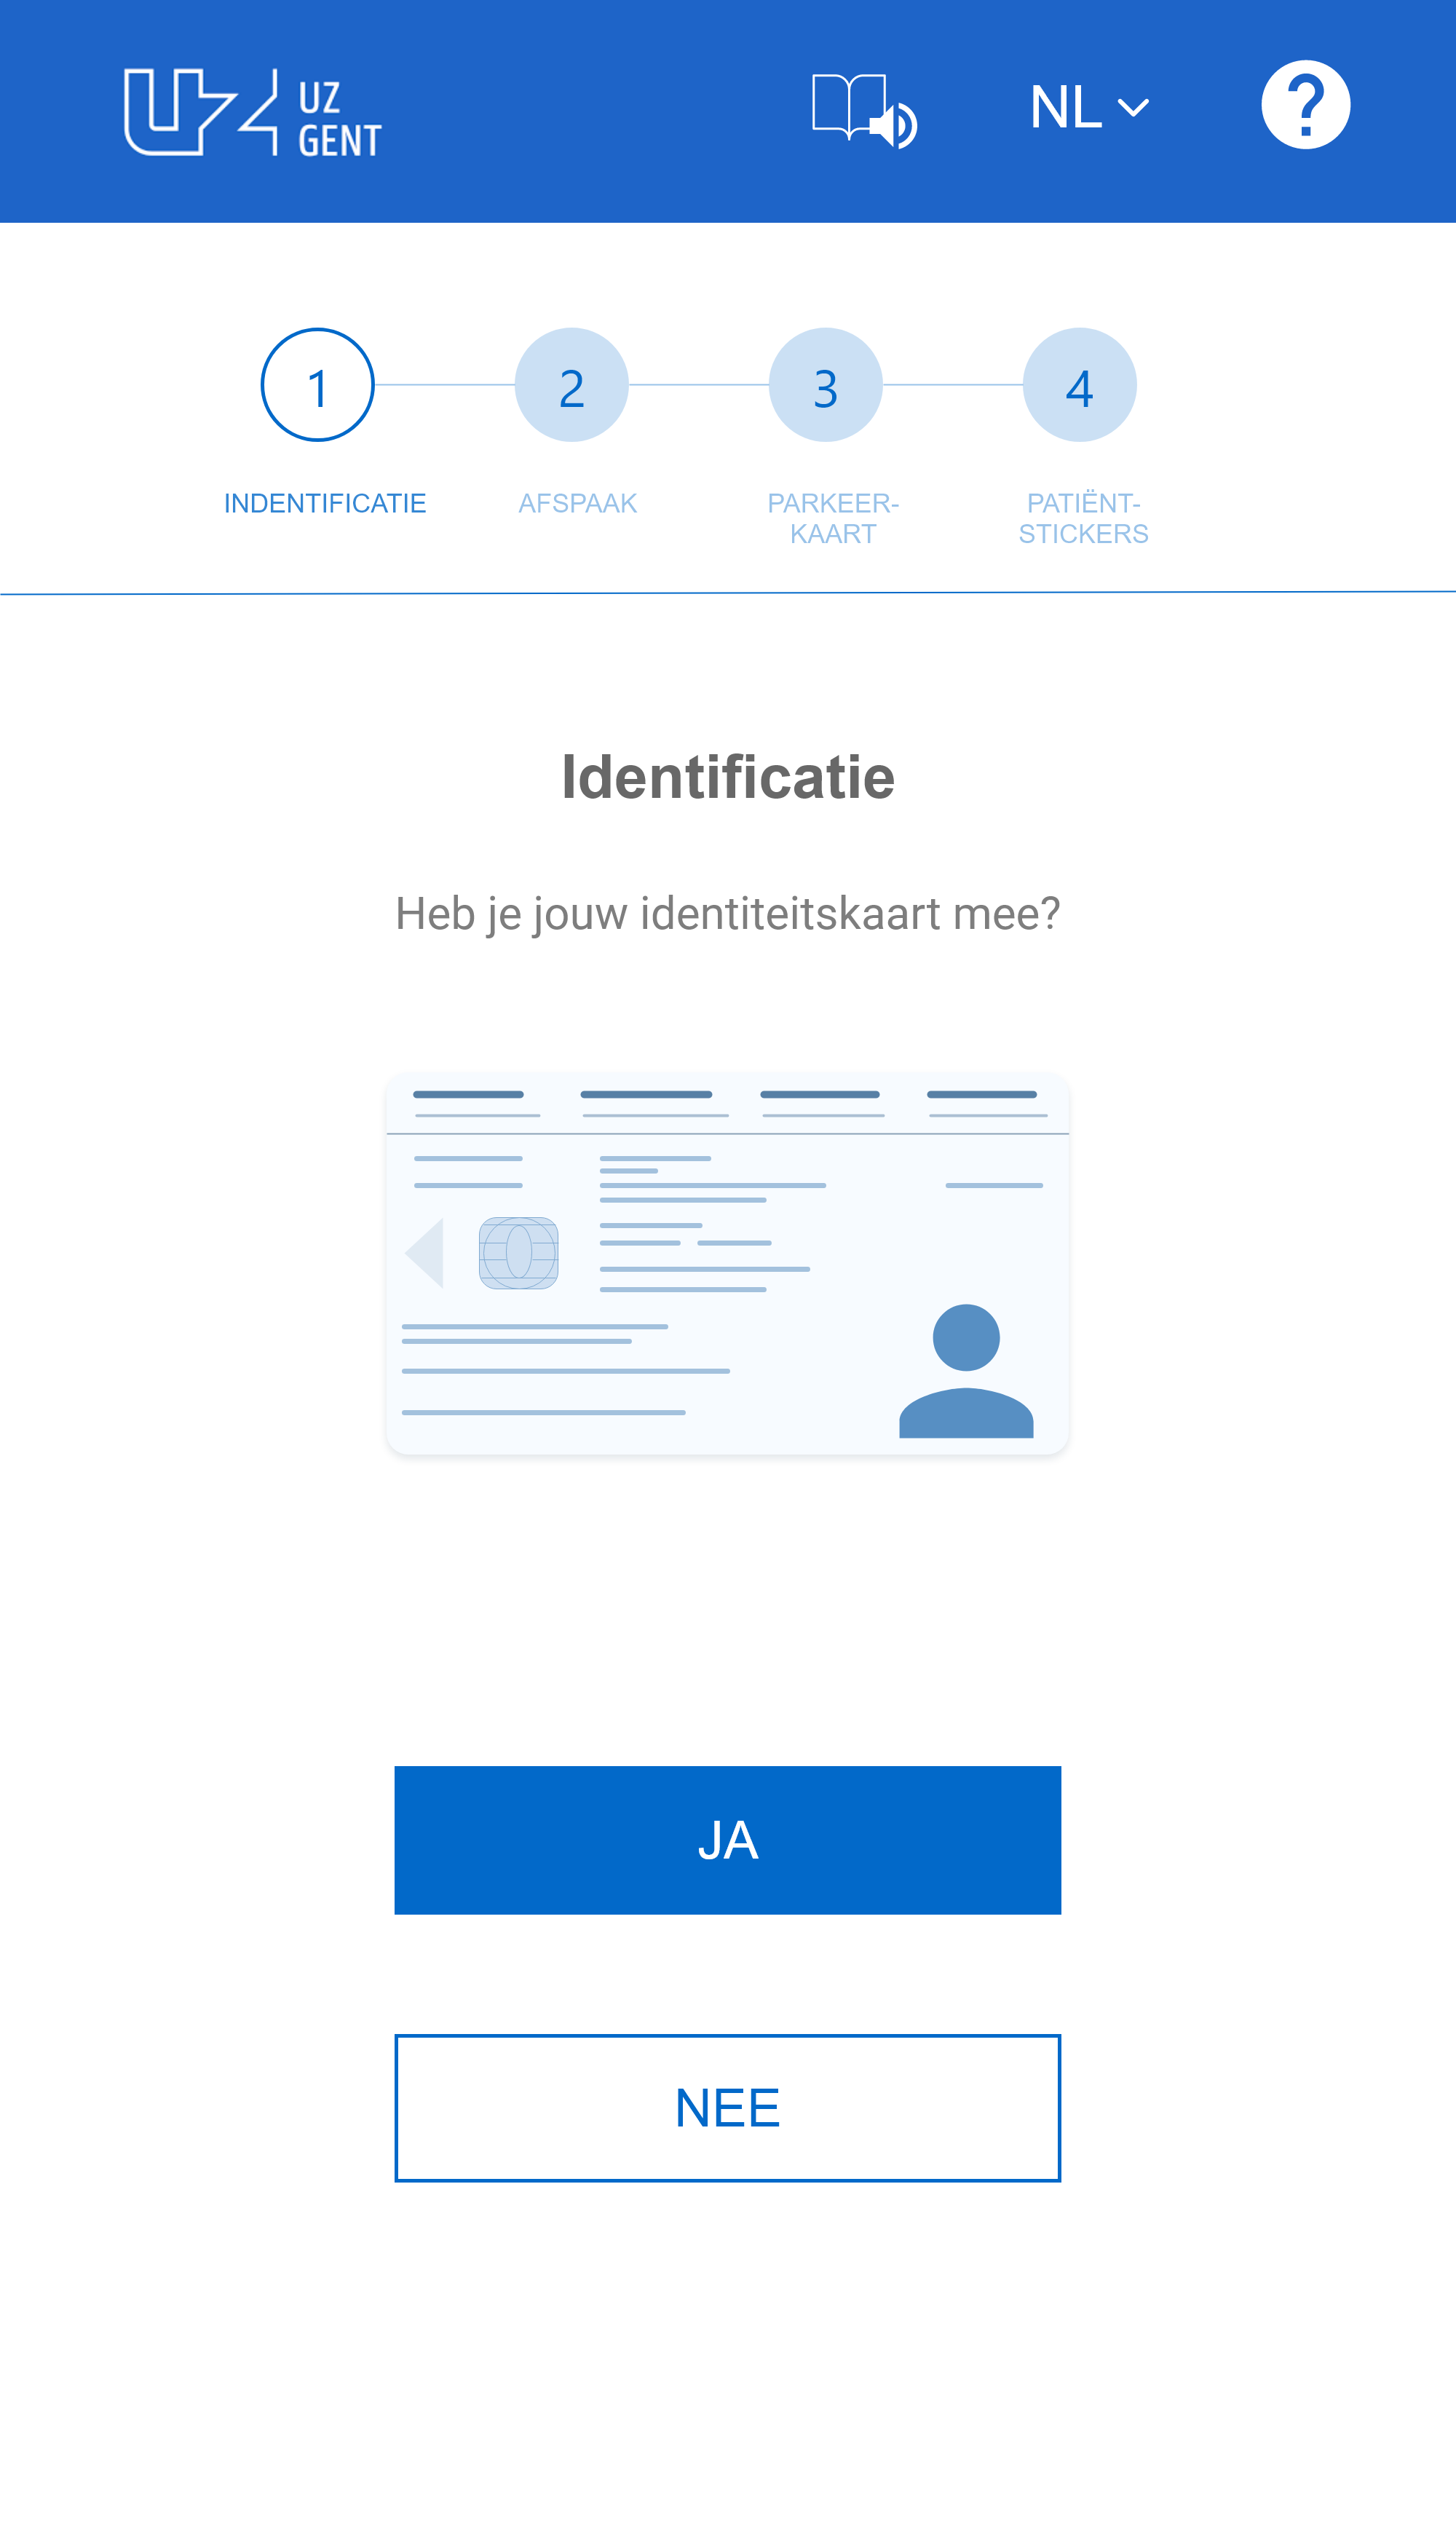 UZ
GENT
NL
?
1
2
3
4
INDENTIFICATIE
AFSPAAK
PARKEER-
KAART
PATIËNT-
STICKERS
Identificatie
Heb je jouw identiteitskaart mee?
JA
NEE